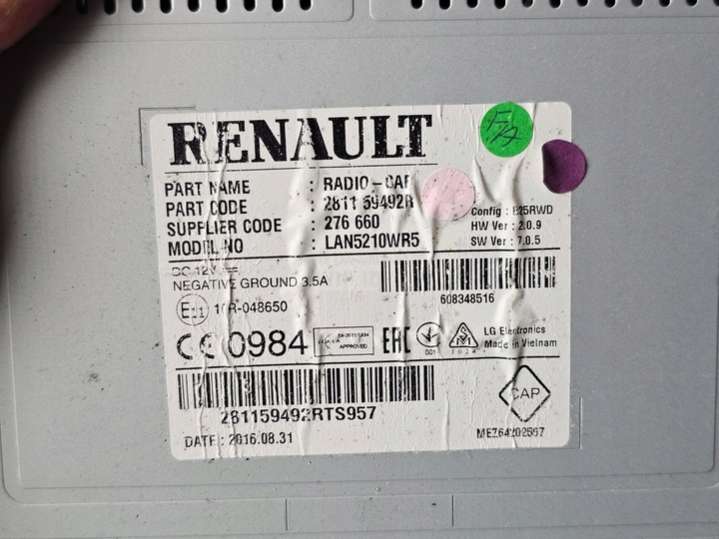 RENAULT
F/A
PART NAME : RADIO-CAP
PART CODE : 2811 59492R
SUPPLIER CODE : 276 660
MODEL NO : LAN5210WR5
Config :
HW Ver : 2.0.9
SW Ver : 7.0.5
DC 12V
NEGATIVE GROUND 3.5A
608348516
E11 10R-048650
CE 0984
APPROVED
EAC
001
LG Electronics
Made in Vietnam
281159492RTS957
CAP
DATE : 2016.08.31